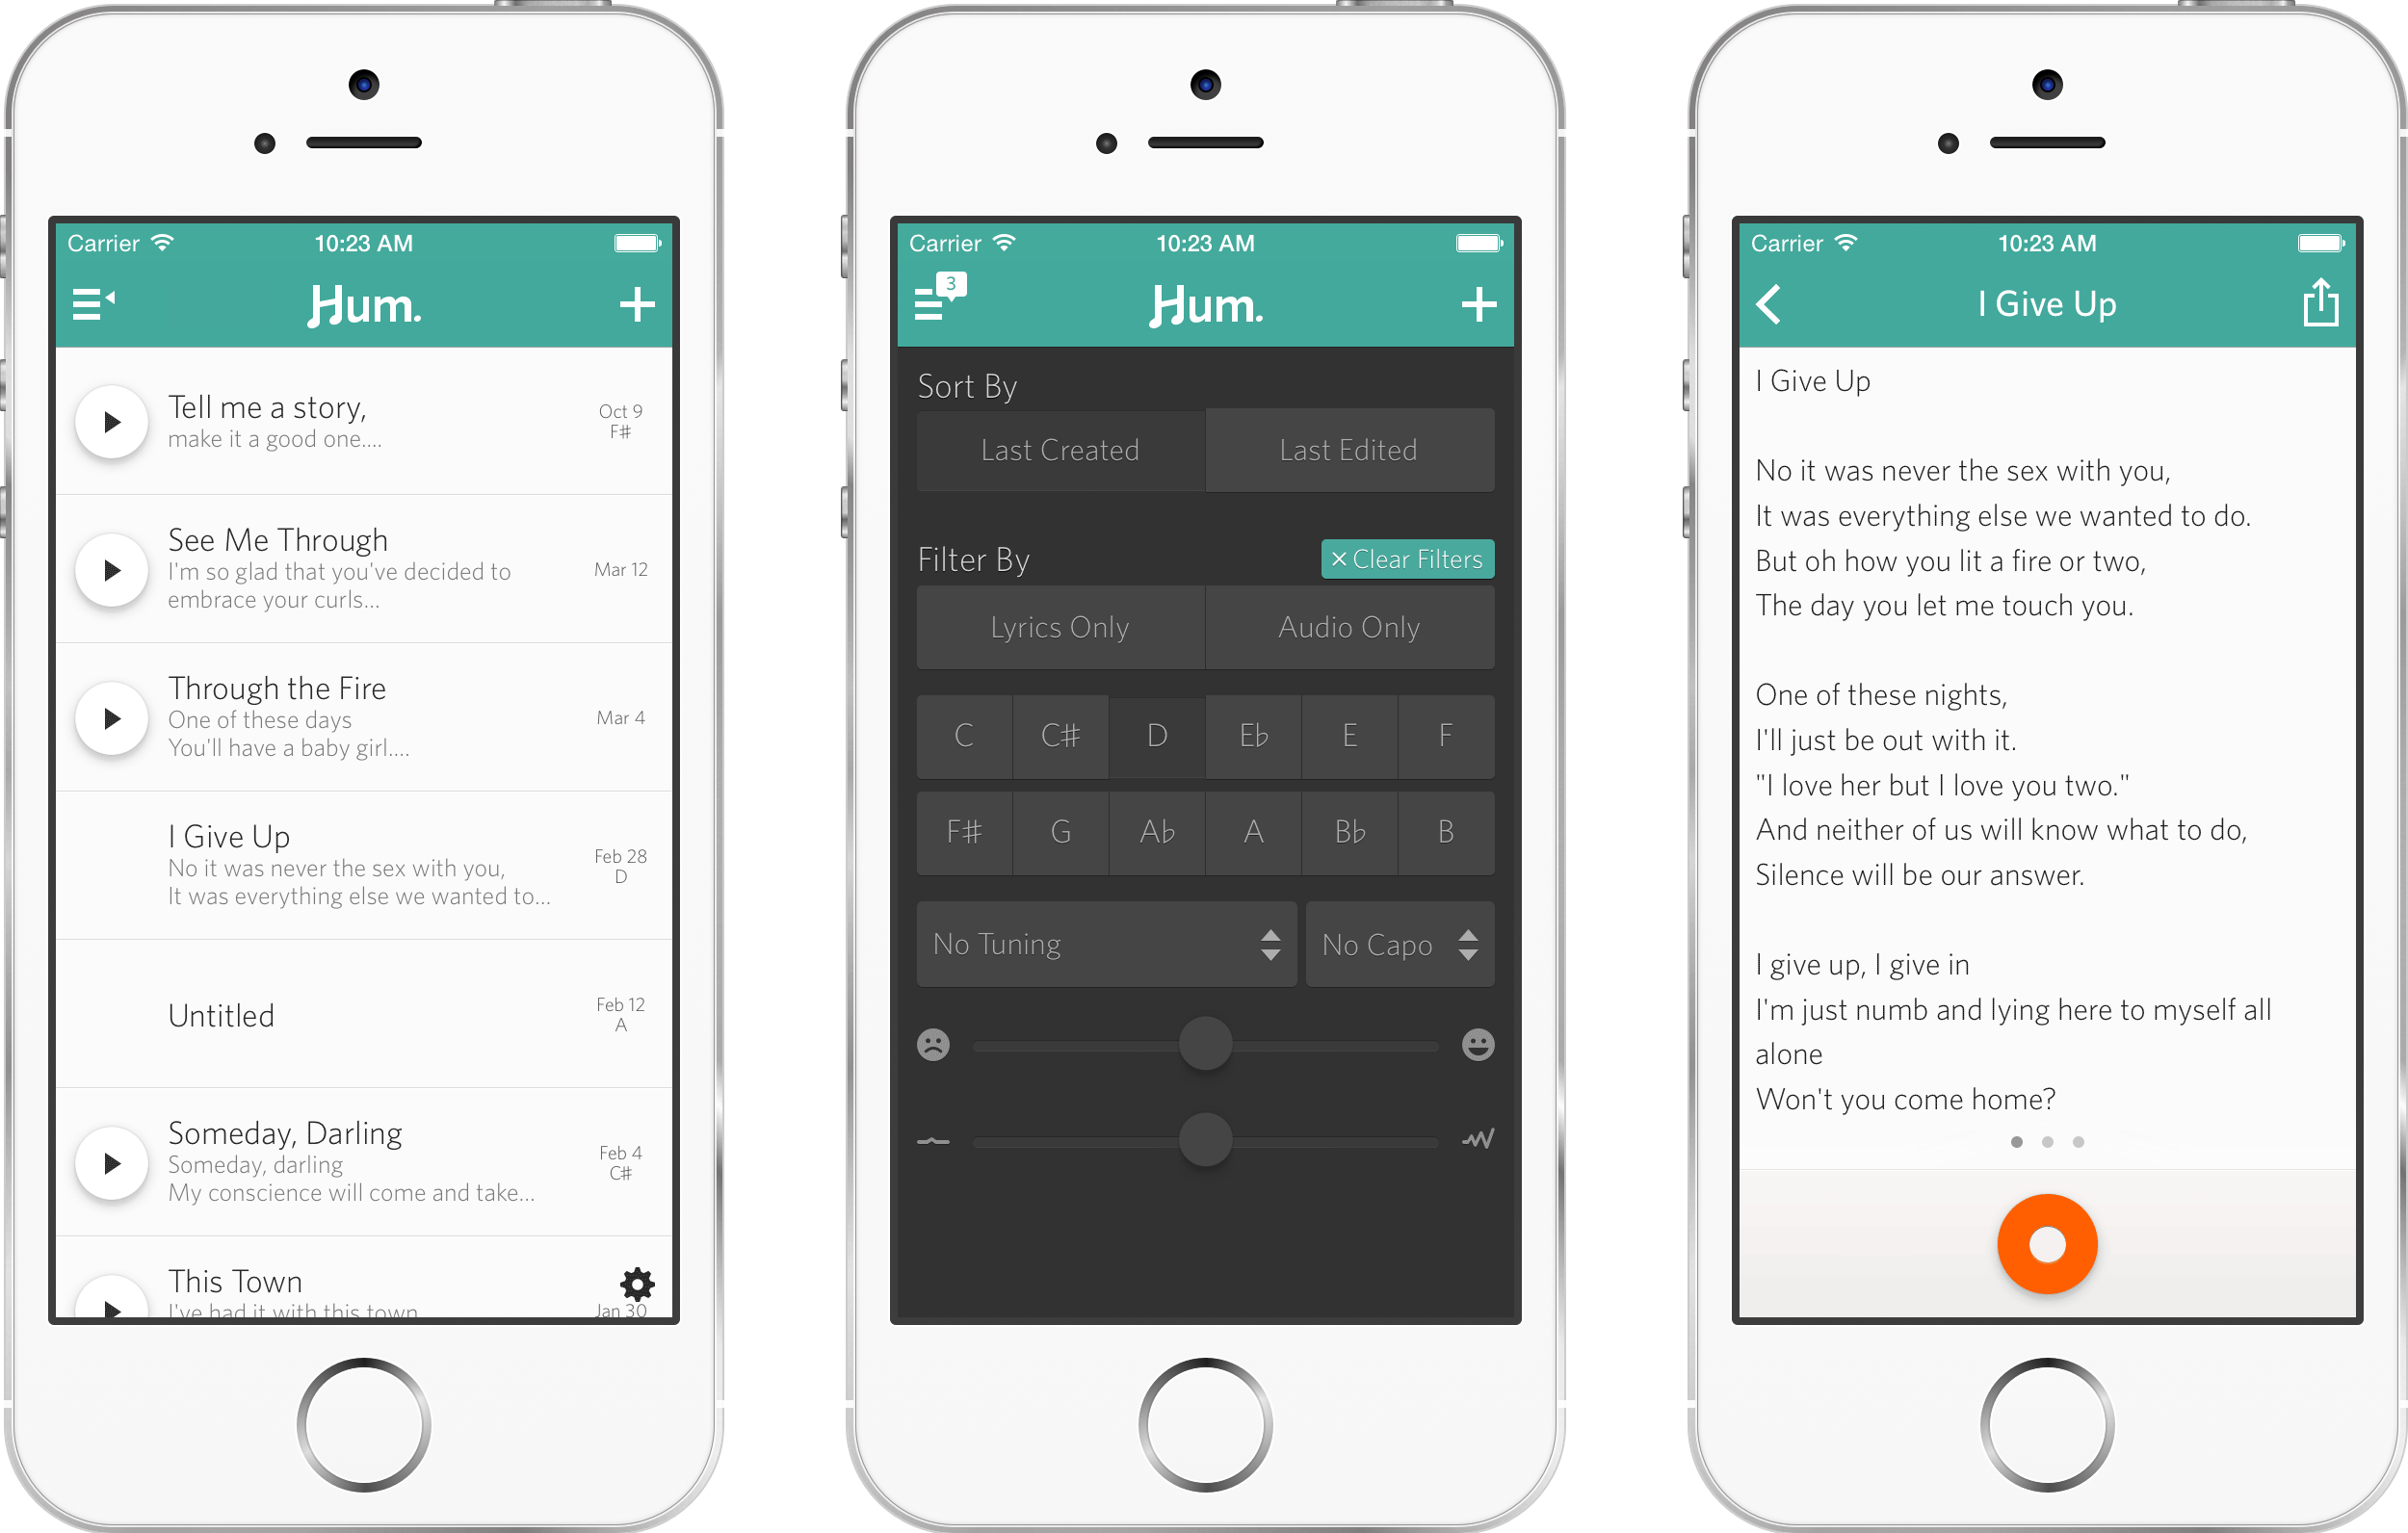 Carrier 10:23 AM
Hum.
Tell me a story,
make it a good one....
Oct 9
F♯
See Me Through
I'm so glad that you've decided to
embrace your curls...
Mar 12
Through the Fire
One of these days
You'll have a baby girl....
Mar 4
I Give Up
No it was never the sex with you,
It was everything else we wanted to...
Feb 28
D
Untitled
Feb 12
A
Someday, Darling
Someday, darling
My conscience will come and take...
Feb 4
C♯
This Town
I've had it with this town
Jan 30
Carrier 10:23 AM
3
Hum.
Sort By
Last Created Last Edited
Filter By × Clear Filters
Lyrics Only Audio Only
C C♯ D E♭ E F
F♯ G A♭ A B♭ B
No Tuning No Capo
Carrier 10:23 AM
I Give Up
I Give Up
No it was never the sex with you,
It was everything else we wanted to do.
But oh how you lit a fire or two,
The day you let me touch you.
One of these nights,
I'll just be out with it.
"I love her but I love you two."
And neither of us will know what to do,
Silence will be our answer.
I give up, I give in
I'm just numb and lying here to myself all
alone
Won't you come home?